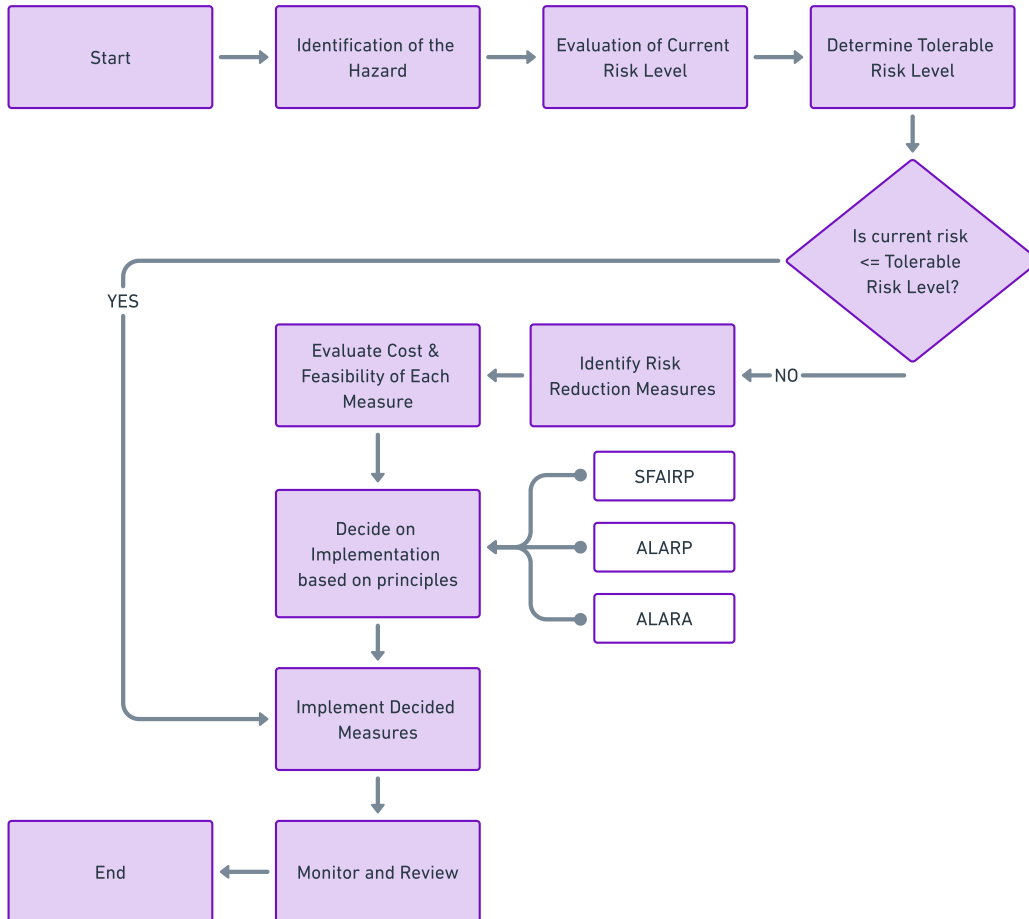 Start
Identification of the
Hazard
Evaluation of Current
Risk Level
Determine Tolerable
Risk Level
Is current risk
<= Tolerable
Risk Level?
YES
NO
Identify Risk
Reduction Measures
Evaluate Cost &
Feasibility of Each
Measure
SFAIRP
ALARP
ALARA
Decide on
Implementation
based on principles
Implement Decided
Measures
Monitor and Review
End